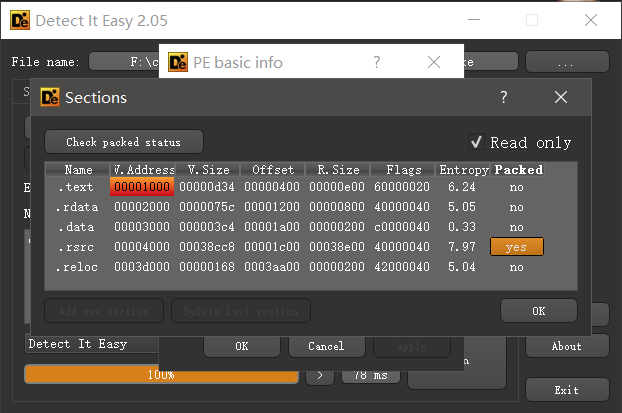 Detect It Easy 2.05
File name:
F:\c
xe
...
PE basic info
?
Sections
?
Check packed status
Read only
Name V.Address V.Size Offset R.Size Flags Entropy Packed
.text 00001000 00000d34 00000400 00000e00 60000020 6.24 no
.rdata 00002000 0000075c 00001200 00000800 40000040 5.05 no
.data 00003000 000003c4 00001a00 00000200 c0000040 0.33 no
.rsrc 00004000 00038cc8 00001c00 00038e00 40000040 7.97 yes
.reloc 0003d000 00000168 0003aa00 00000200 42000040 5.04 no
Add new section
Delete last section
OK
Detect It Easy
OK
Cancel
Apply
About
100%
>
78 ms
n
Exit